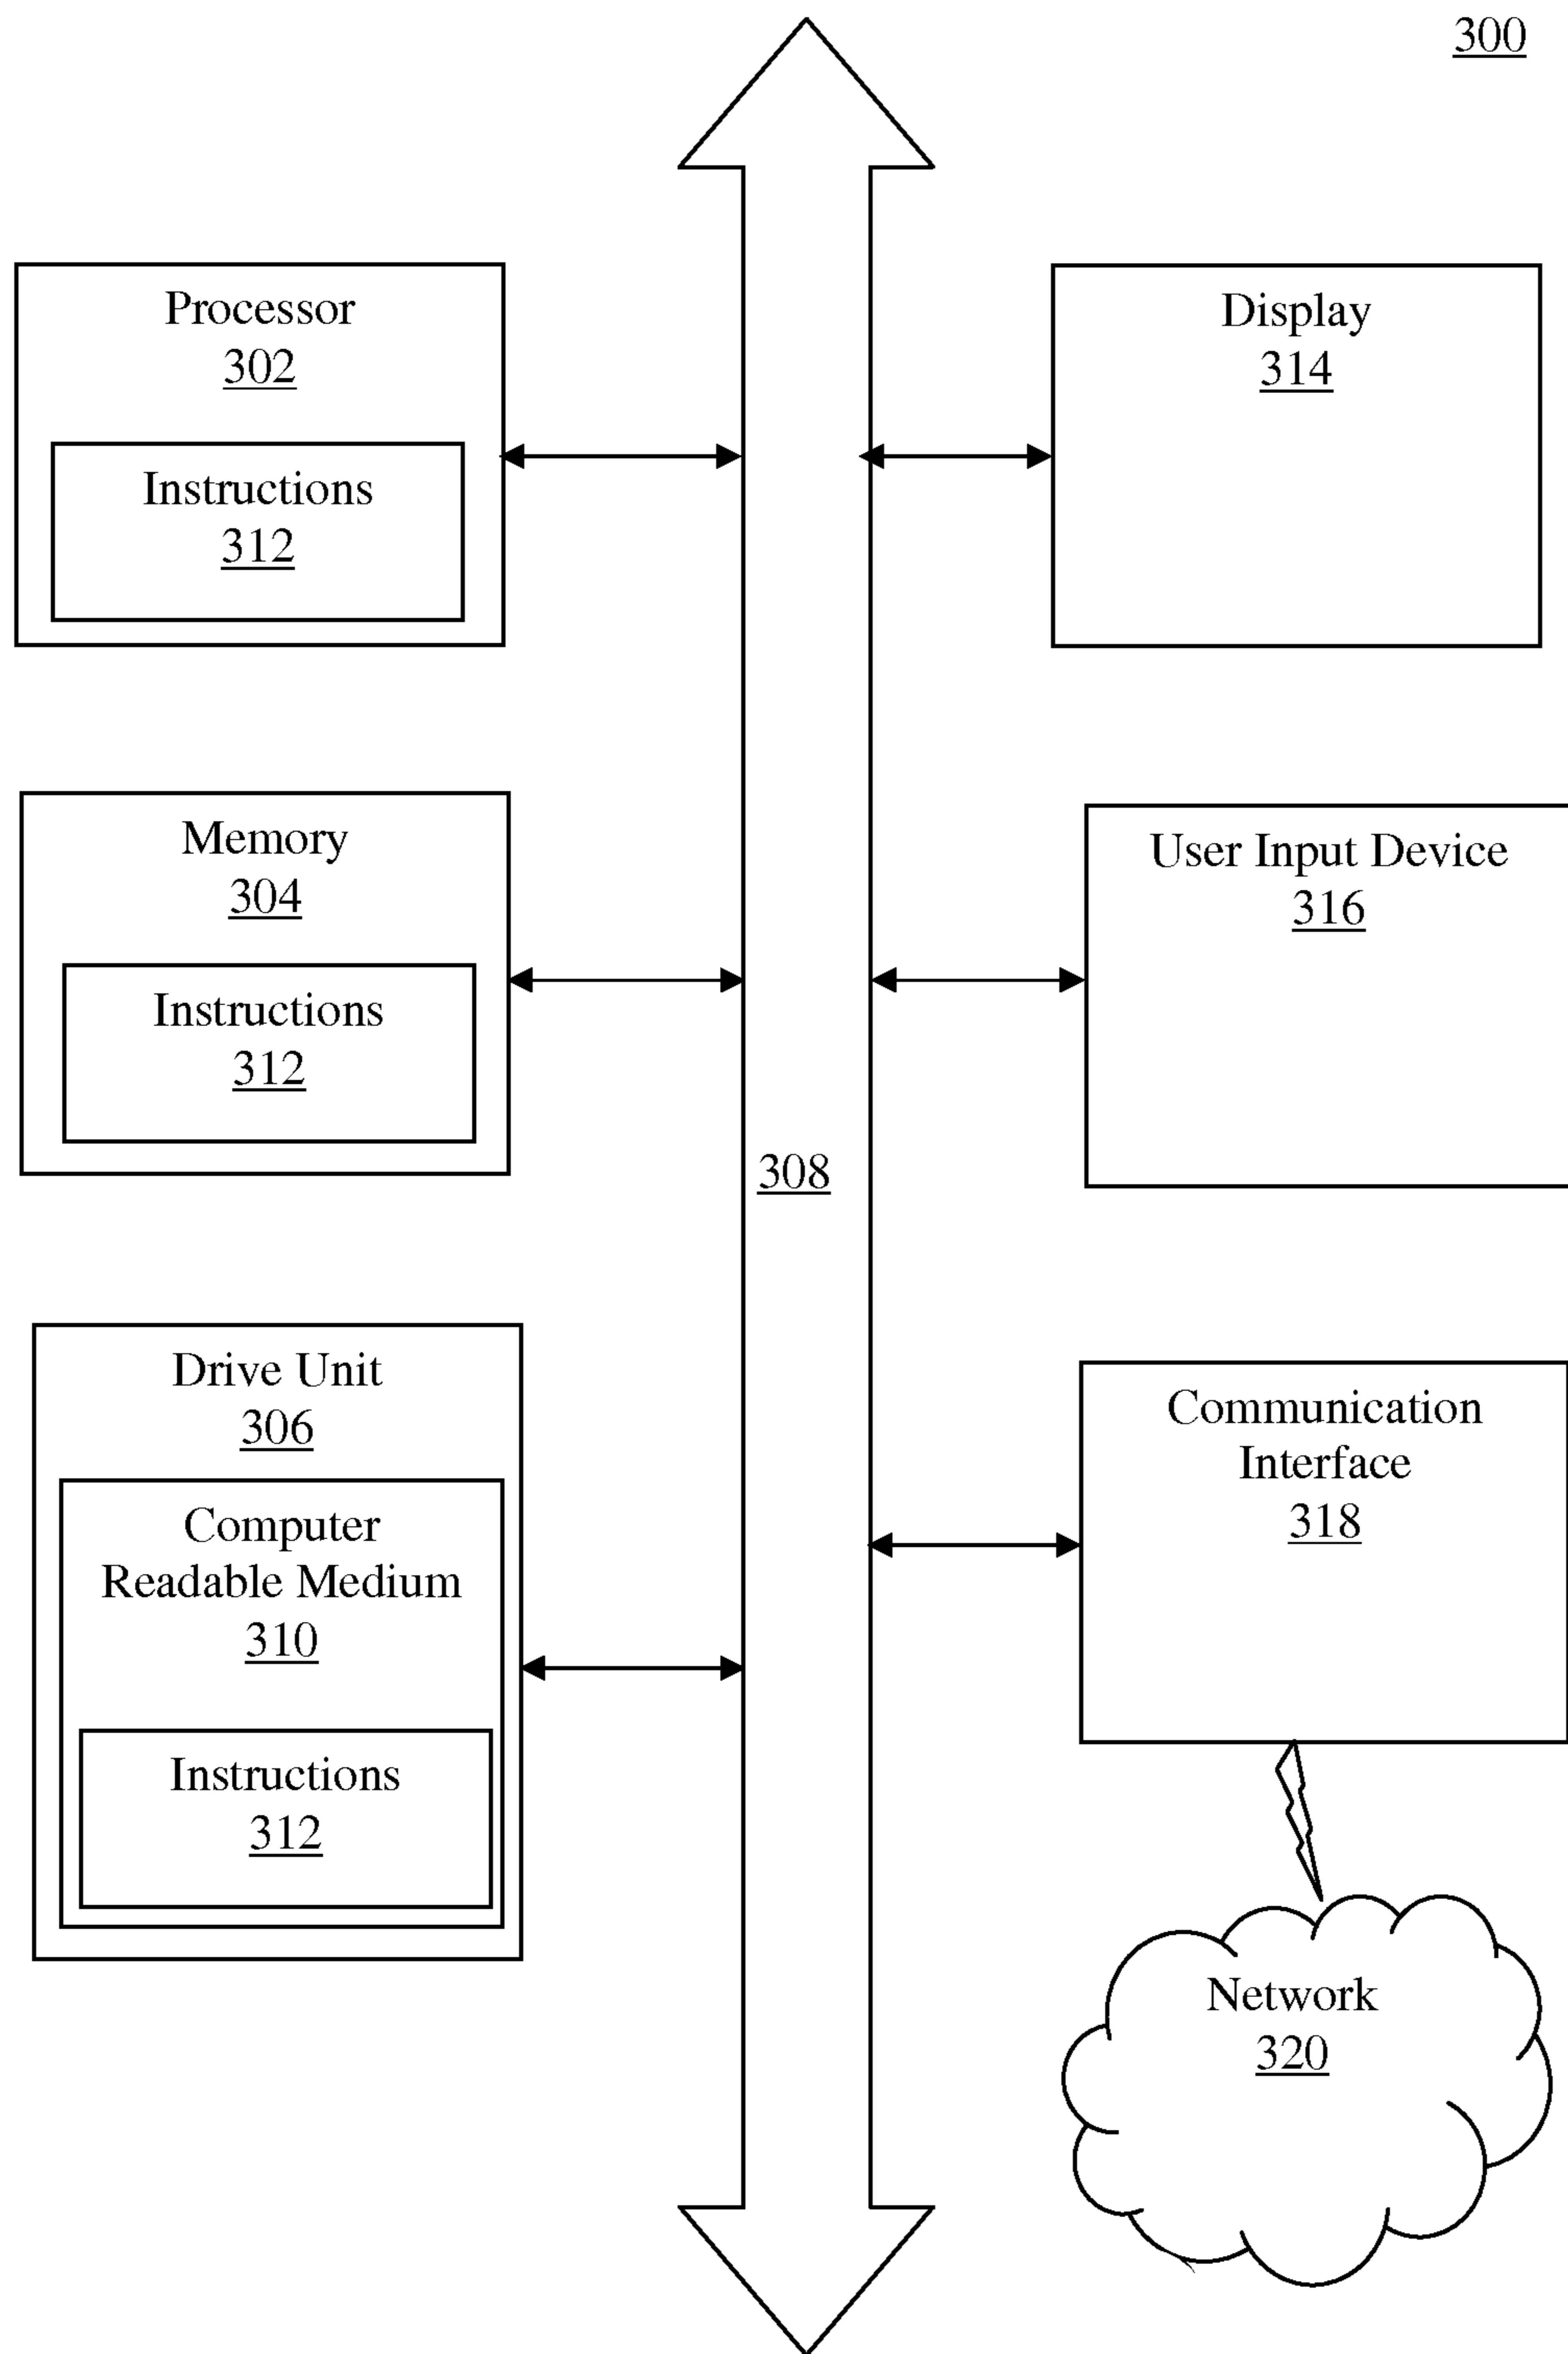 300
Processor
302
Instructions
312
Display
314
Memory
304
Instructions
312
User Input Device
316
308
Drive Unit
306
Computer
Readable Medium
310
Instructions
312
Communication
Interface
318
Network
320